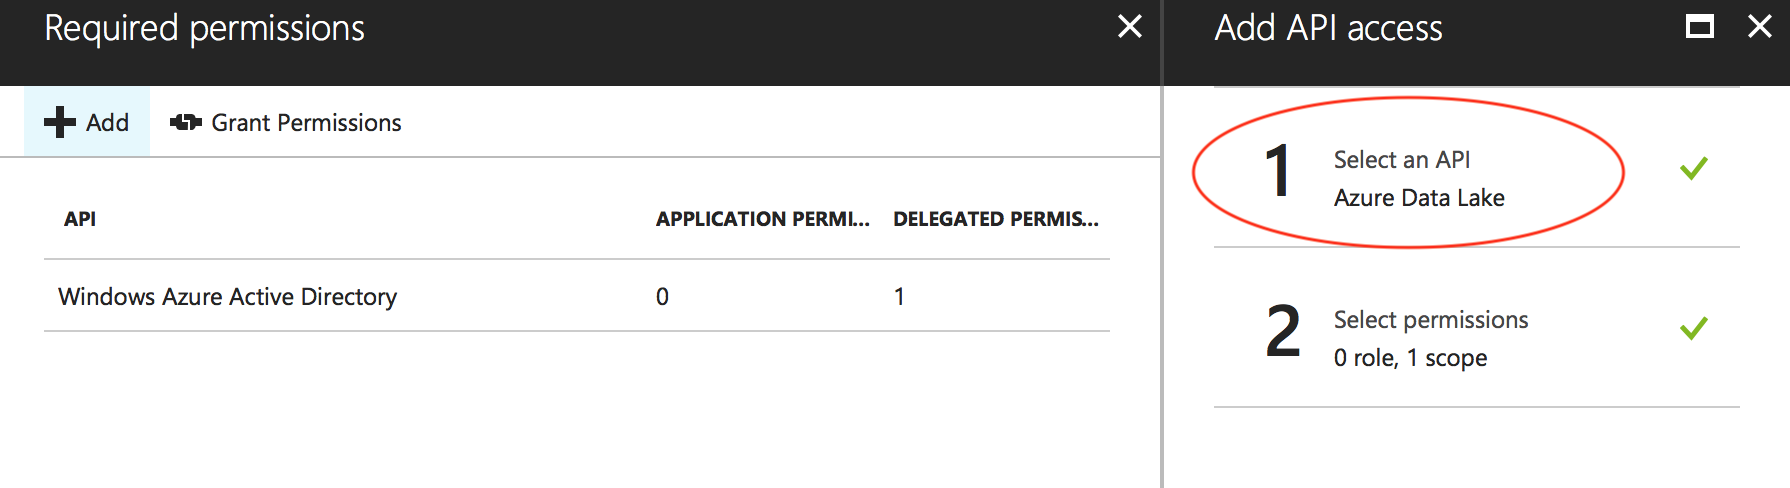 Required permissions
Add Grant Permissions
API APPLICATION PERMI... DELEGATED PERMIS...
Windows Azure Active Directory 0 1
Add API access
1 Select an API
Azure Data Lake
2 Select permissions
0 role, 1 scope